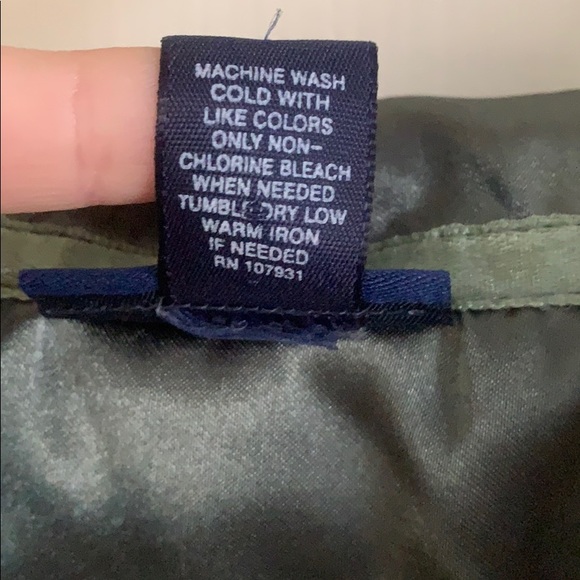 MACHINE WASH
COLD WITH
LIKE COLORS
ONLY NON-
CHLORINE BLEACH
WHEN NEEDED
TUMBLE DRY LOW
WARM IRON
IF NEEDED
RN 107931